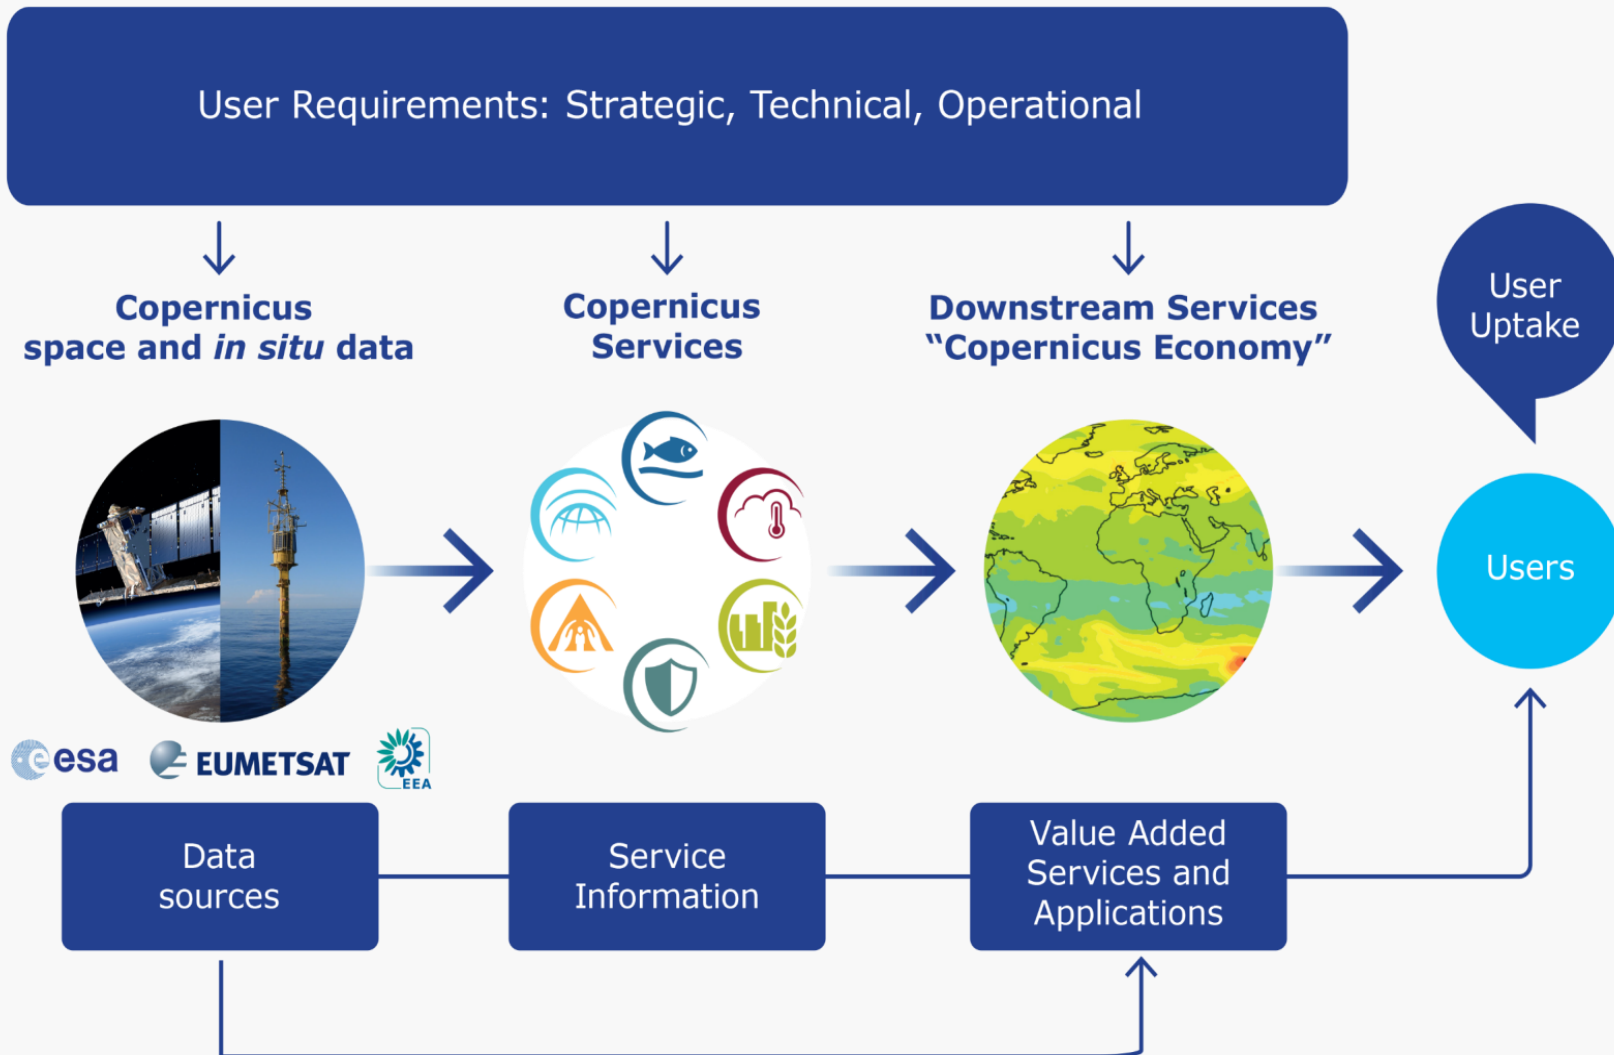 User Requirements: Strategic, Technical, Operational
Copernicus
space and in situ data
Copernicus
Services
Downstream Services
“Copernicus Economy”
User
Uptake
Users
esa
EUMETSAT
EEA
Data
sources
Service
Information
Value Added
Services and
Applications